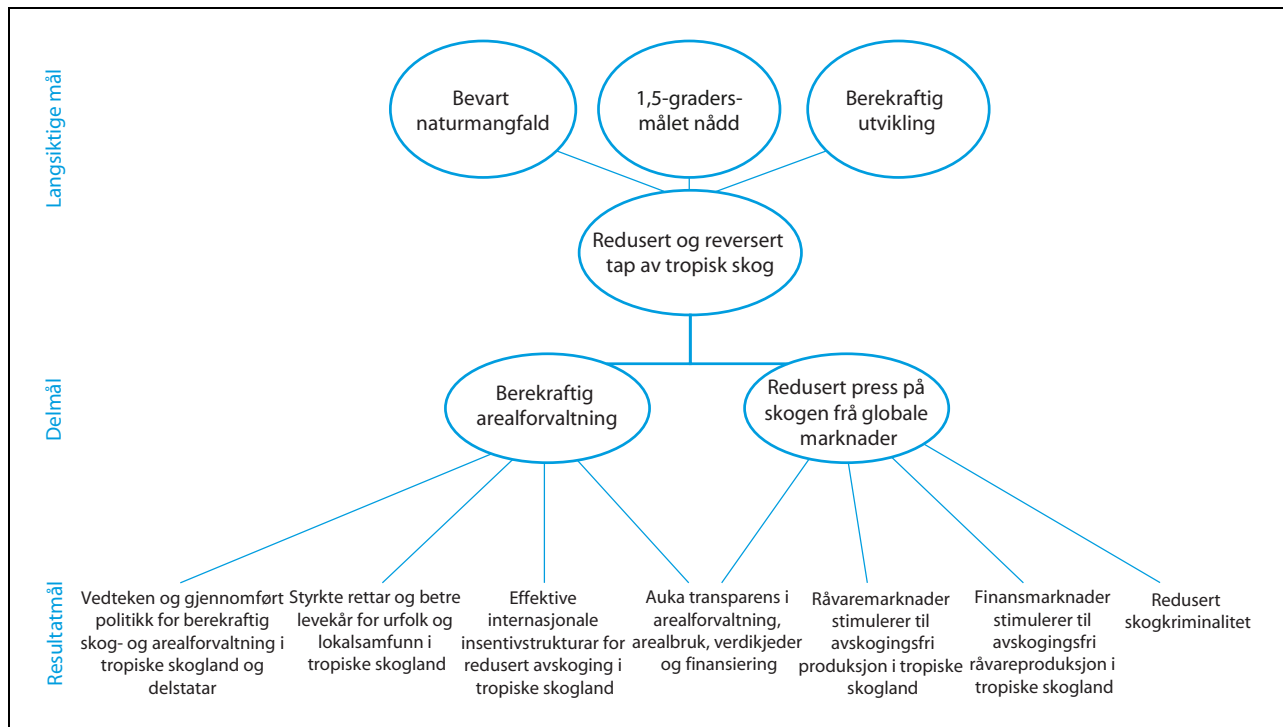 Langsiktige mål
Bevart
naturmangfald
1,5-graders-
målet nådd
Berekraftig
utvikling
Redusert og reversert
tap av tropisk skog
Delmål
Berekraftig
arealforvaltning
Redusert press på
skogen frå globale
marknader
Resultatmål
Vedteken og gjennomført
politikk for berekraftig
skog- og arealforvaltning i
tropiske skogland og
delstatar
Styrkte rettar og betre
levekår for urfolk og
lokalsamfunn i
tropiske skogland
Effektive
internasjonale
insentivstrukturar for
redusert avskoging i
tropiske skogland
Auka transparens i
arealforvaltning,
arealbruk, verdikjeder
og finansiering
Råvaremarknader
stimulerer til
avskogingsfri
produksjon i tropiske
skogland
Finansmarknader
stimulerer til
avskogingsfri
råvareproduksjon i
tropiske skogland
Redusert
skogkriminalitet